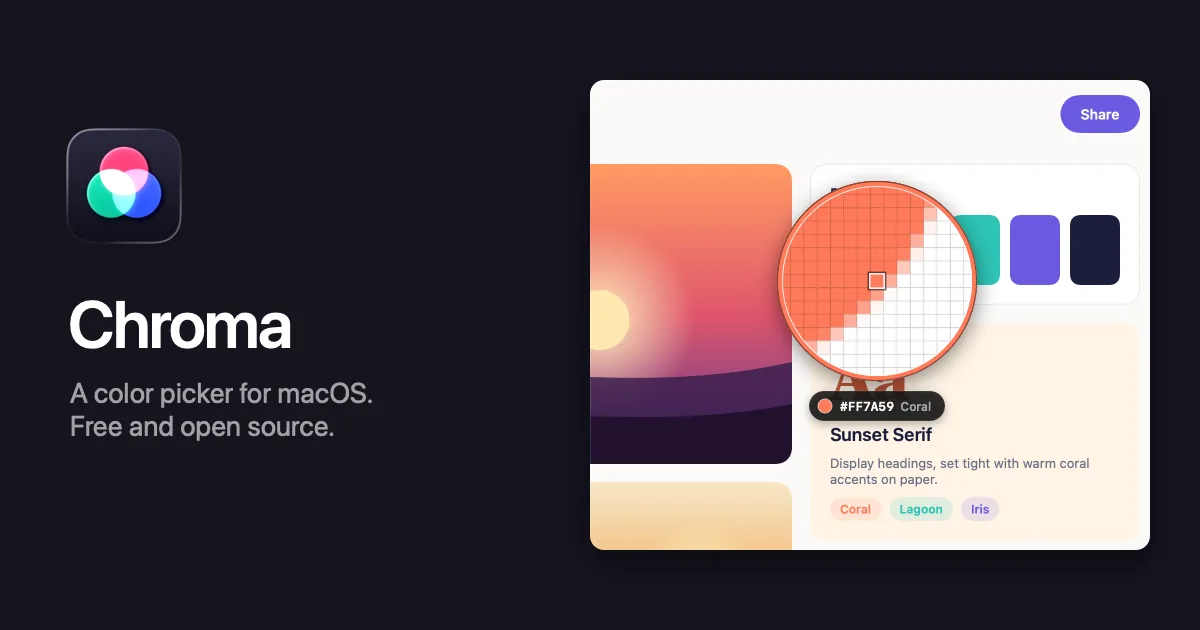 Chroma
A color picker for macOS.
Free and open source.
Share
Aa
#FF7A59 Coral
Sunset Serif
Display headings, set tight with warm coral
accents on paper.
Coral
Lagoon
Iris